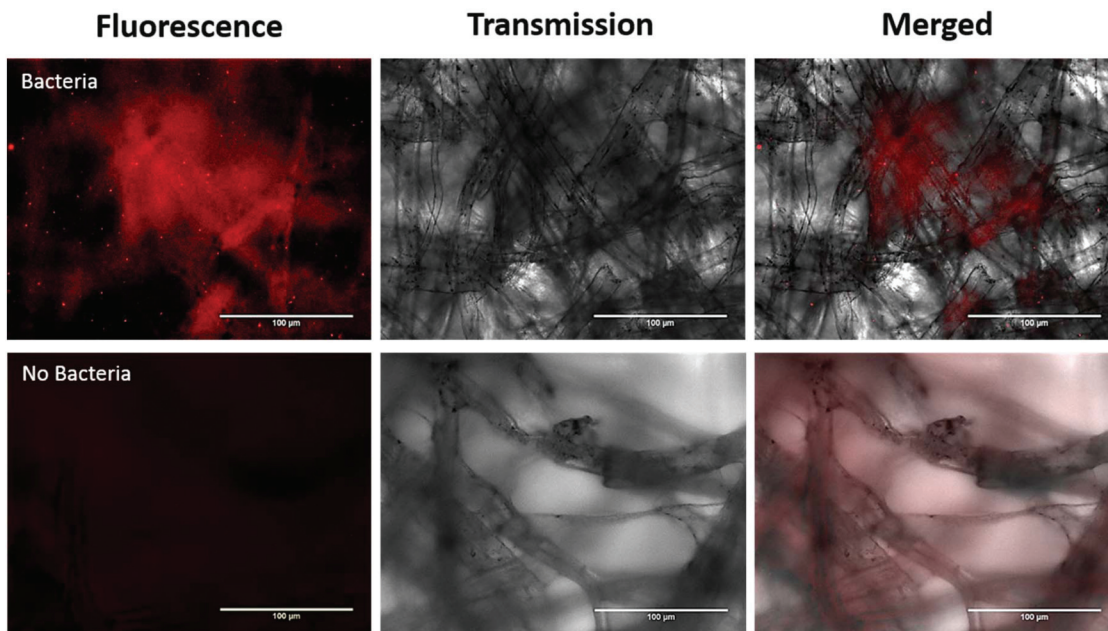 Fluorescence Transmission Merged
Bacteria
100 µm 100 µm 100 µm
No Bacteria
100 µm 100 µm 100 µm